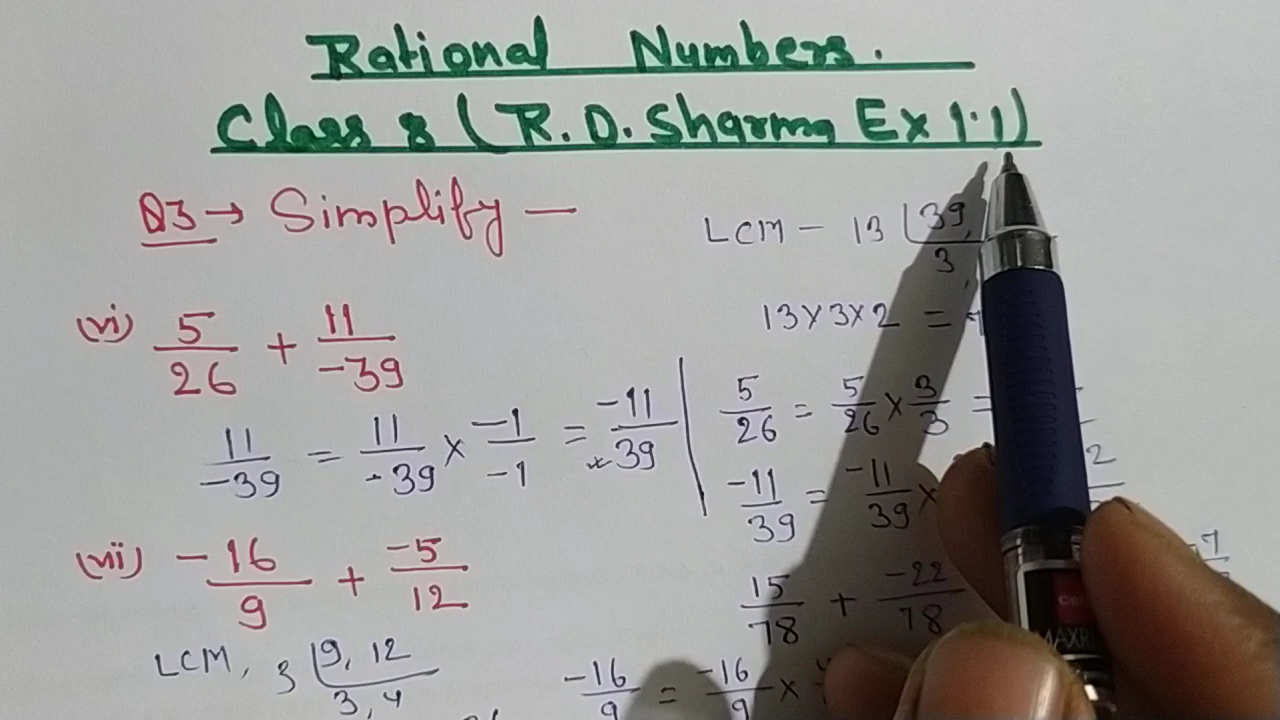 Rational Numbers.
Class 8 (R.D. Sharma Ex 1.1)
Q3→ Simplify —
LCM - 13 | 39,
3
(vi) 5/26 + 11/-39
13×3×2 =
11/-39 = 11/-39 × -1/-1 = -11/39
5/26 = 5/26 × 3/3 =
-11/39 = -11/39 ×
2
(vii) -16/9 + -5/12
15/78 + -22/78
-7
LCM, 3 | 9, 12
3, 4
-16/9 = -16/9 ×
MAXR